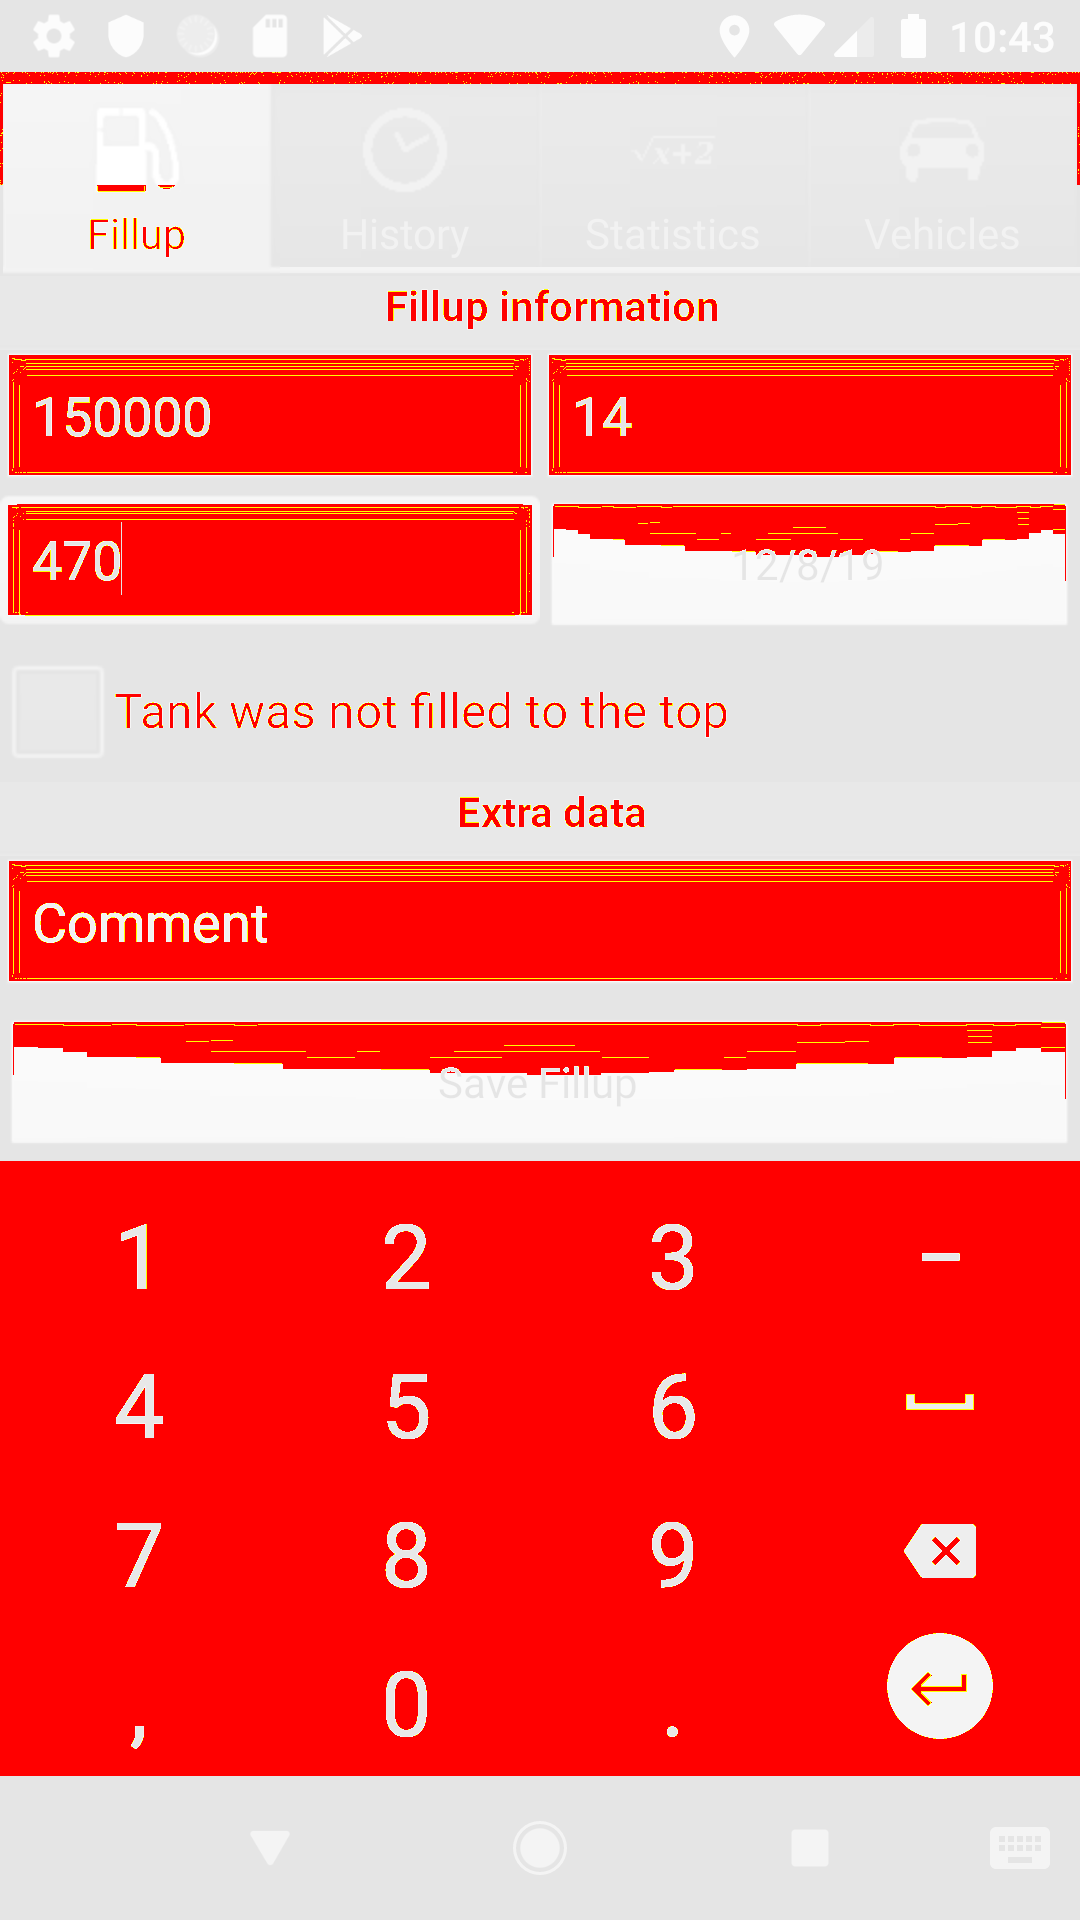 10:43
√x+2
Fillup History Statistics Vehicles
Fillup information
150000 14
470 12/8/19
Tank was not filled to the top
Extra data
Comment
Save Fillup
1 2 3 –
4 5 6
7 8 9
, 0 .